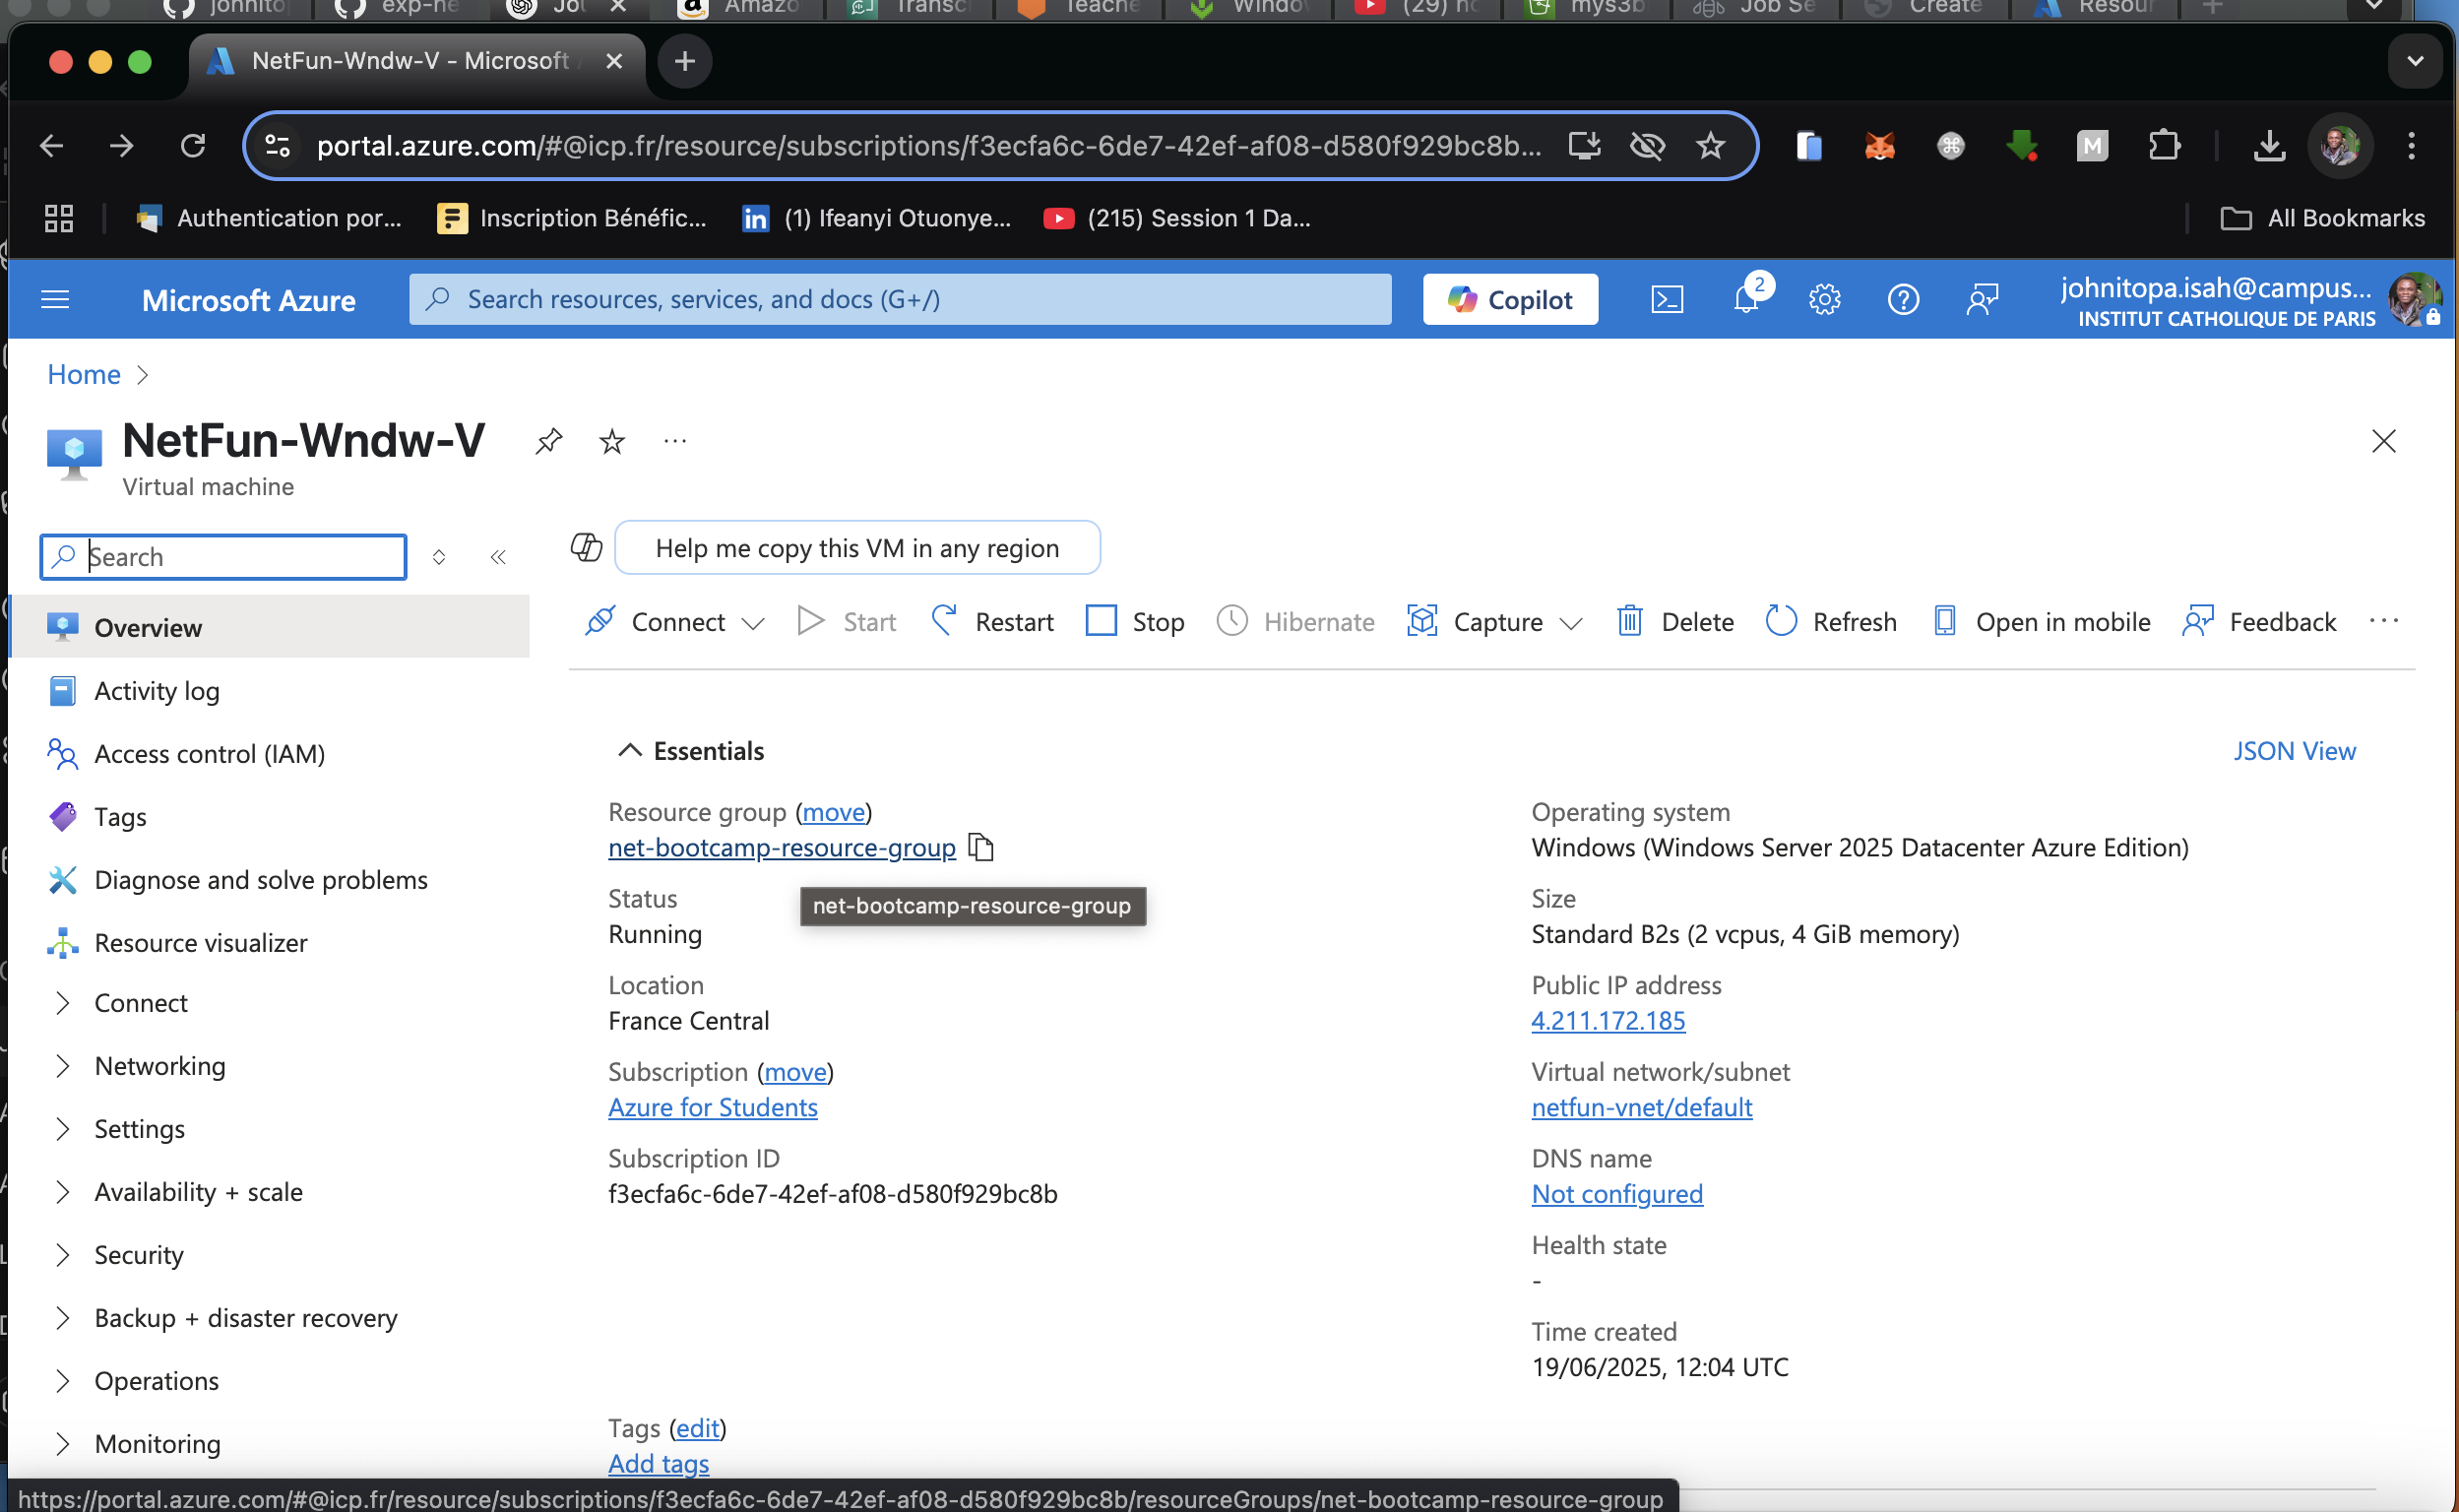 johnito
exp-ne
Amazo
Transc
Teache
Windo
(29) ho
mys3b
Job Se
Create
Resour
NetFun-Wndw-V - Microsoft
portal.azure.com/#@icp.fr/resource/subscriptions/f3ecfa6c-6de7-42ef-af08-d580f929bc8b...
M
Authentication por...
Inscription Bénéfic...
in (1) Ifeanyi Otuonye...
(215) Session 1 Da...
All Bookmarks
Microsoft Azure
Search resources, services, and docs (G+/)
Copilot
2
johnitopa.isah@campus...
INSTITUT CATHOLIQUE DE PARIS
Home
NetFun-Wndw-V
Virtual machine
Search
Help me copy this VM in any region
Connect Start Restart Stop Hibernate Capture Delete Refresh Open in mobile Feedback
Overview
Activity log
Access control (IAM)
Tags
Diagnose and solve problems
Resource visualizer
Connect
Networking
Settings
Availability + scale
Security
Backup + disaster recovery
Operations
Monitoring
Essentials
JSON View
Resource group (move)
net-bootcamp-resource-group
net-bootcamp-resource-group
Status
Running
Location
France Central
Subscription (move)
Azure for Students
Subscription ID
f3ecfa6c-6de7-42ef-af08-d580f929bc8b
Operating system
Windows (Windows Server 2025 Datacenter Azure Edition)
Size
Standard B2s (2 vcpus, 4 GiB memory)
Public IP address
4.211.172.185
Virtual network/subnet
netfun-vnet/default
DNS name
Not configured
Health state
-
Time created
19/06/2025, 12:04 UTC
Tags (edit)
Add tags
https://portal.azure.com/#@icp.fr/resource/subscriptions/f3ecfa6c-6de7-42ef-af08-d580f929bc8b/resourceGroups/net-bootcamp-resource-group